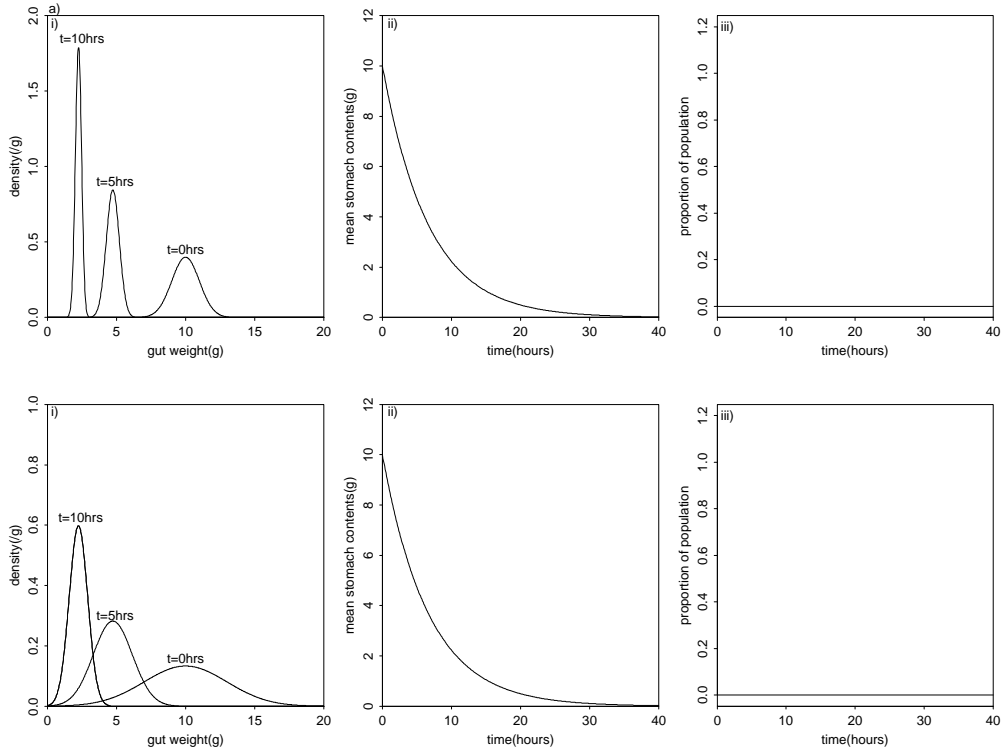 a)
i)
t=10hrs
t=5hrs
t=0hrs
density(/g)
0.0 0.5 1.0 1.5 2.0
0 5 10 15 20
gut weight(g)
ii)
mean stomach contents(g)
0 2 4 6 8 10 12
0 10 20 30 40
time(hours)
iii)
proportion of population
0.0 0.2 0.4 0.6 0.8 1.0 1.2
0 10 20 30 40
time(hours)
i)
t=10hrs
t=5hrs
t=0hrs
density(/g)
0.0 0.2 0.4 0.6 0.8 1.0
0 5 10 15 20
gut weight(g)
ii)
mean stomach contents(g)
0 2 4 6 8 10 12
0 10 20 30 40
time(hours)
iii)
proportion of population
0.0 0.2 0.4 0.6 0.8 1.0 1.2
0 10 20 30 40
time(hours)